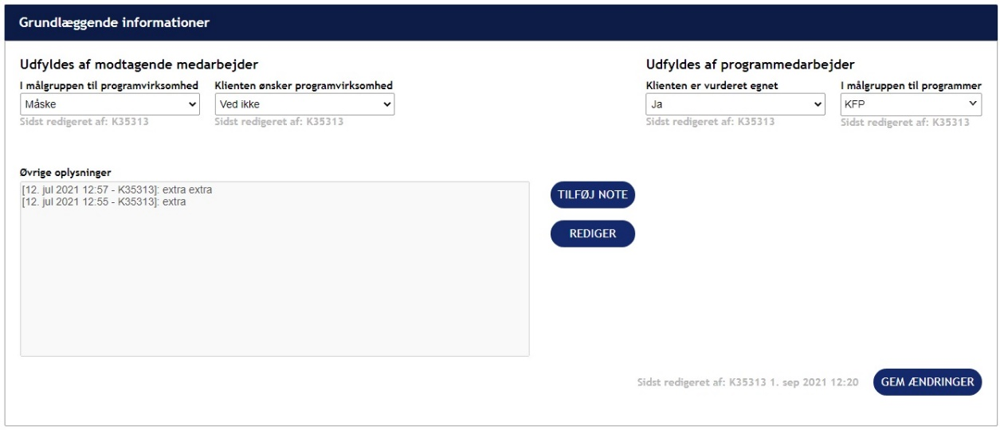 Grundlæggende informationer
Udfyldes af modtagende medarbejder
I målgruppen til programvirksomhed
Klienten ønsker programvirksomhed
Måske
Ved ikke
Sidst redigeret af: K35313
Sidst redigeret af: K35313
Udfyldes af programmedarbejder
Klienten er vurderet egnet
I målgruppen til programmer
Ja
KFP
Sidst redigeret af: K35313
Sidst redigeret af: K35313
Øvrige oplysninger
[12. jul 2021 12:57 - K35313]: extra extra
[12. jul 2021 12:55 - K35313]: extra
TILFØJ NOTE
REDIGER
Sidst redigeret af: K35313 1. sep 2021 12:20
GEM ÆNDRINGER